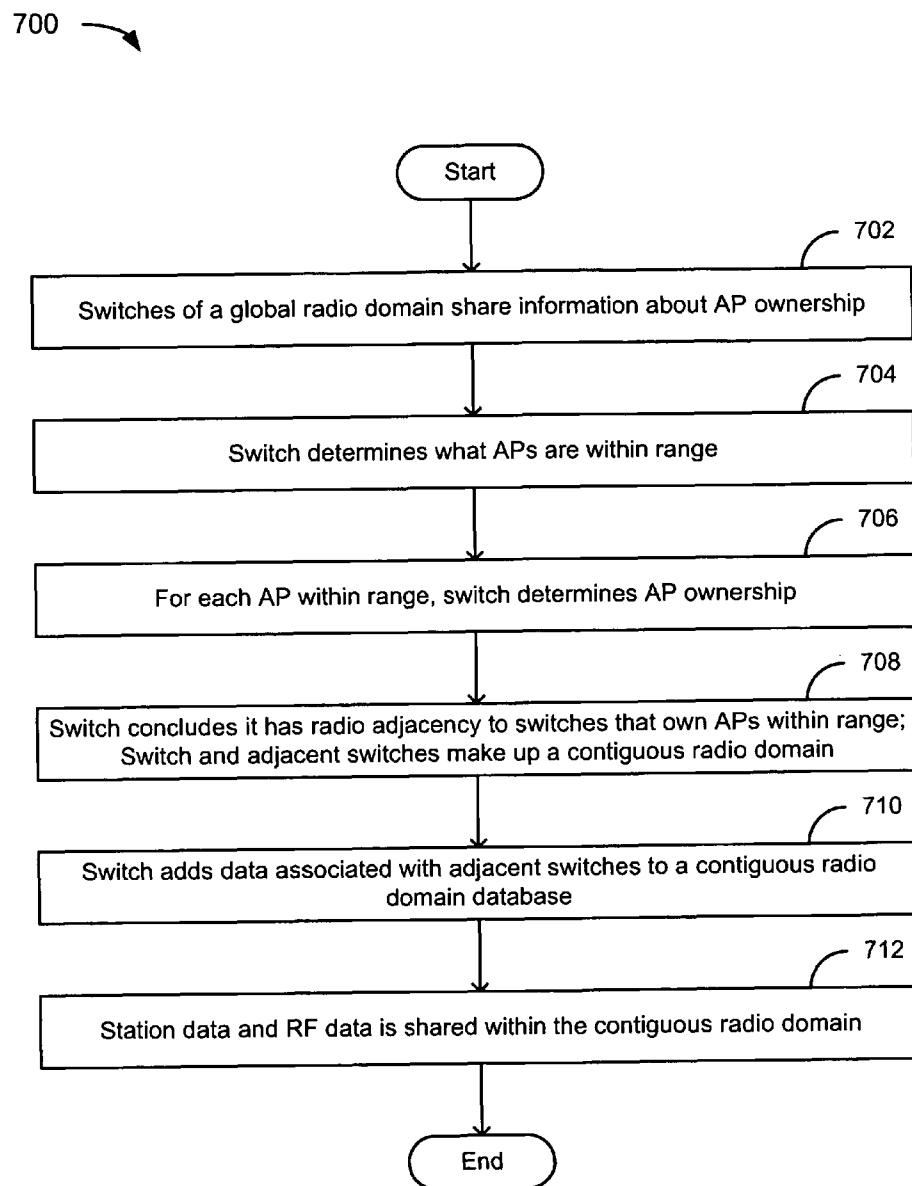 700
Start
702
Switches of a global radio domain share information about AP ownership
704
Switch determines what APs are within range
706
For each AP within range, switch determines AP ownership
708
Switch concludes it has radio adjacency to switches that own APs within range;
Switch and adjacent switches make up a contiguous radio domain
710
Switch adds data associated with adjacent switches to a contiguous radio
domain database
712
Station data and RF data is shared within the contiguous radio domain
End